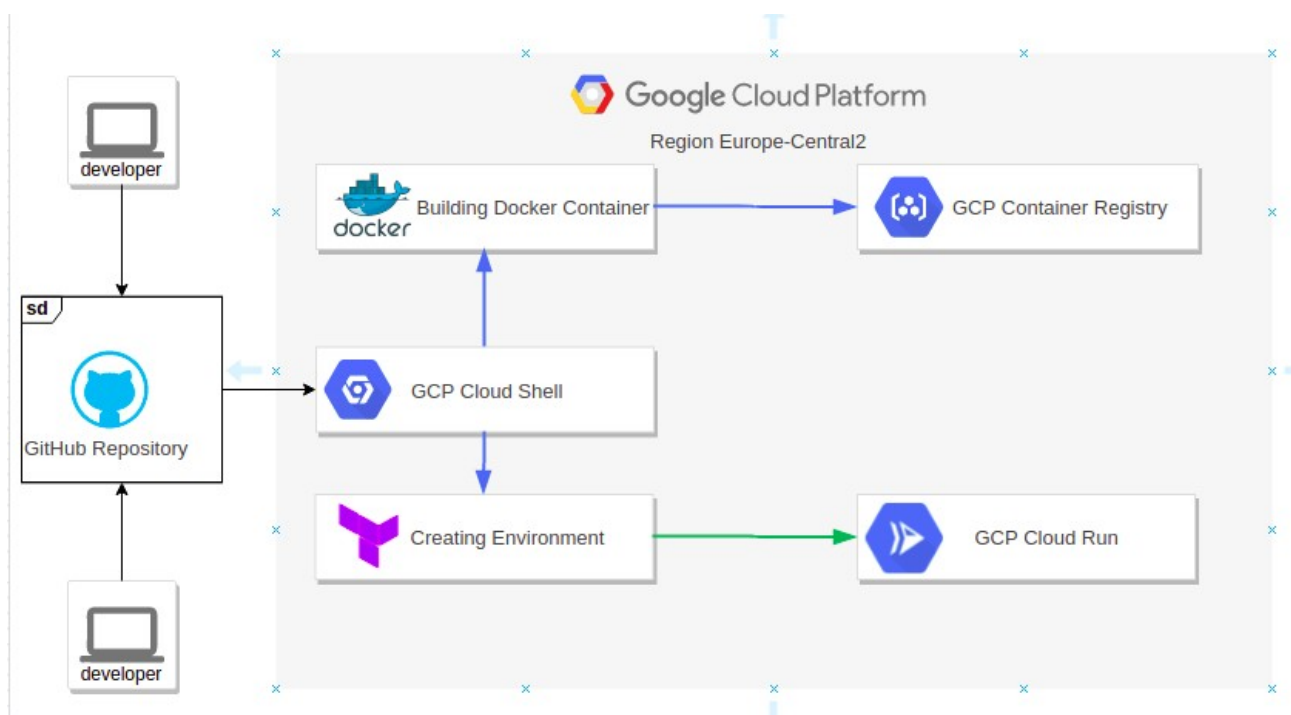 developer
Google Cloud Platform
Region Europe-Central2
docker
Building Docker Container
GCP Container Registry
sd
GitHub Repository
GCP Cloud Shell
Creating Environment
GCP Cloud Run
developer